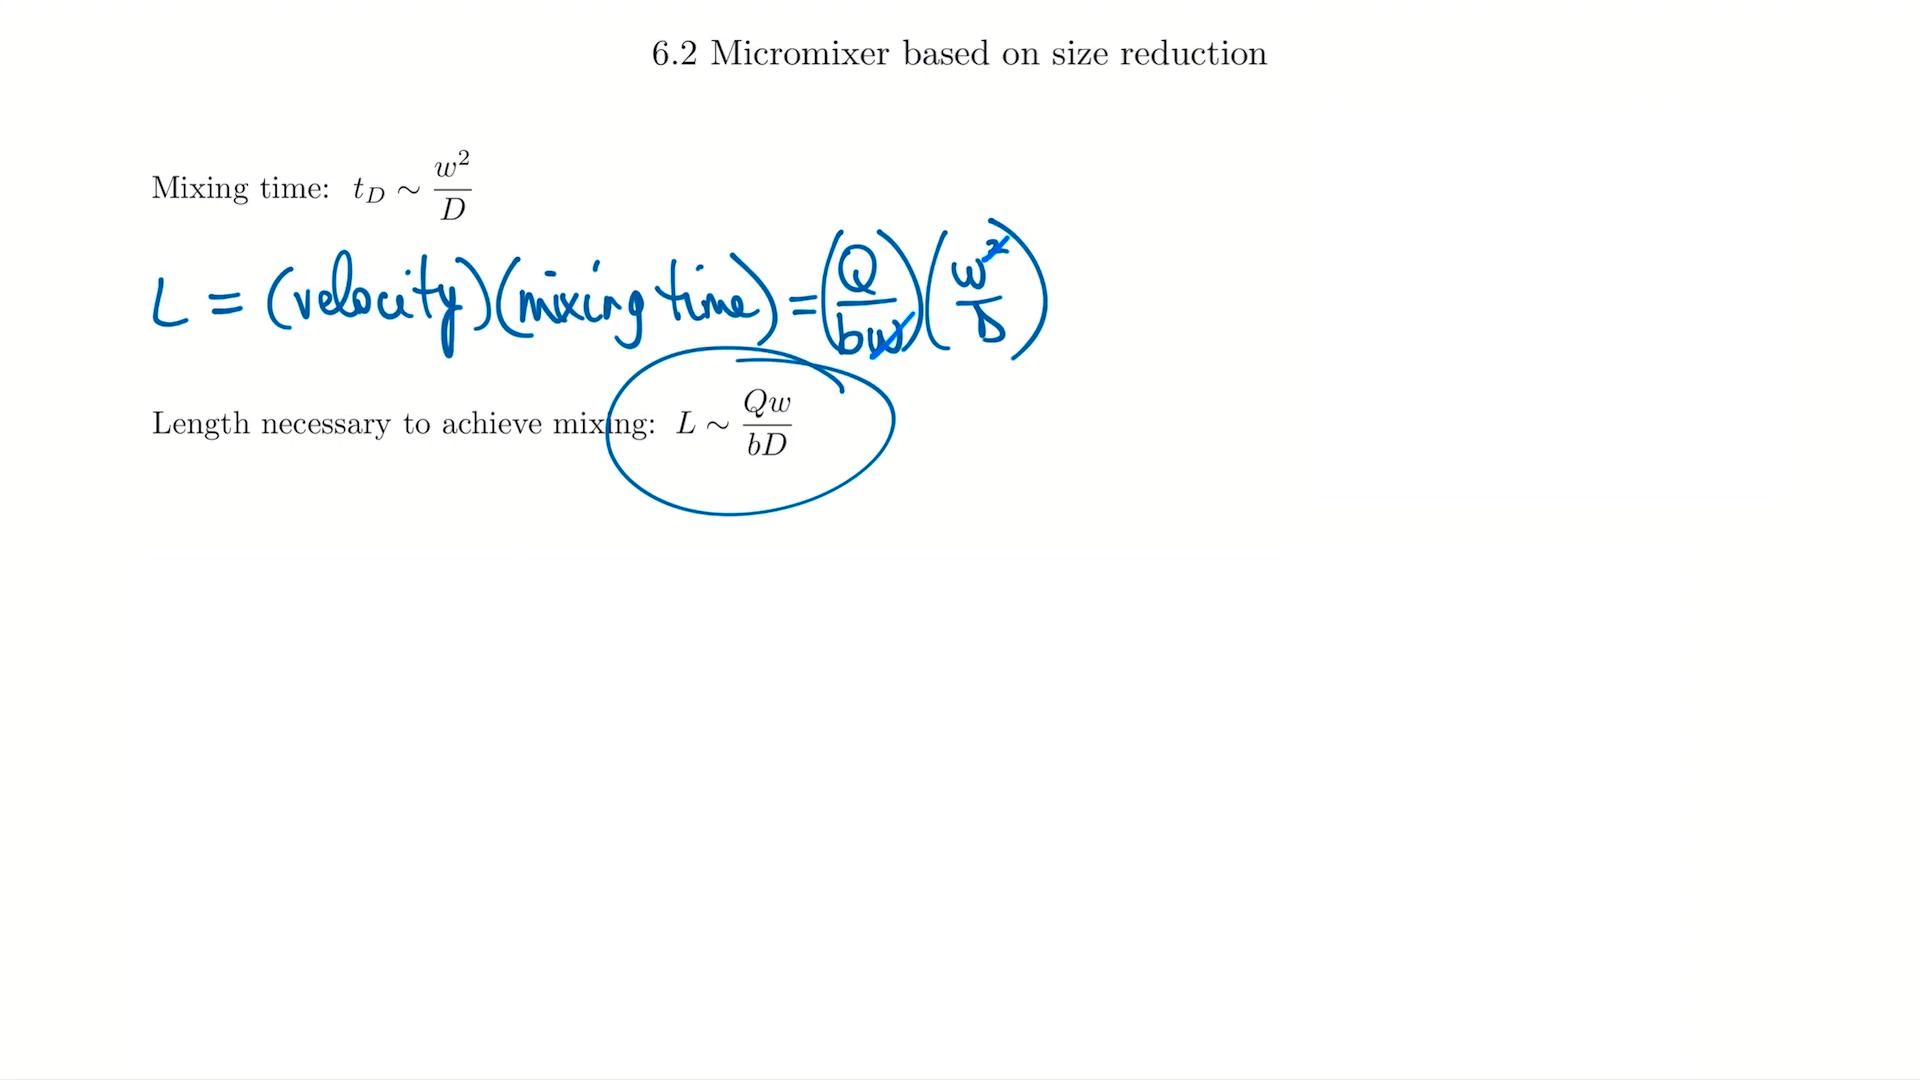 6.2 Micromixer based on size reduction
Mixing time: t_D ∼ w²/D
L = (velocity)(mixing time) = (Q/bw)(w²/D)
Length necessary to achieve mixing: L ∼ Qw/bD